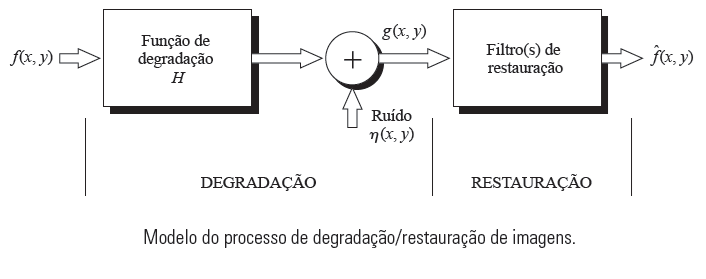 f(x, y)
Função de
degradação
H
+
g(x, y)
Ruído
η(x, y)
Filtro(s) de
restauração
f̂(x, y)
DEGRADAÇÃO
RESTAURAÇÃO
Modelo do processo de degradação/restauração de imagens.